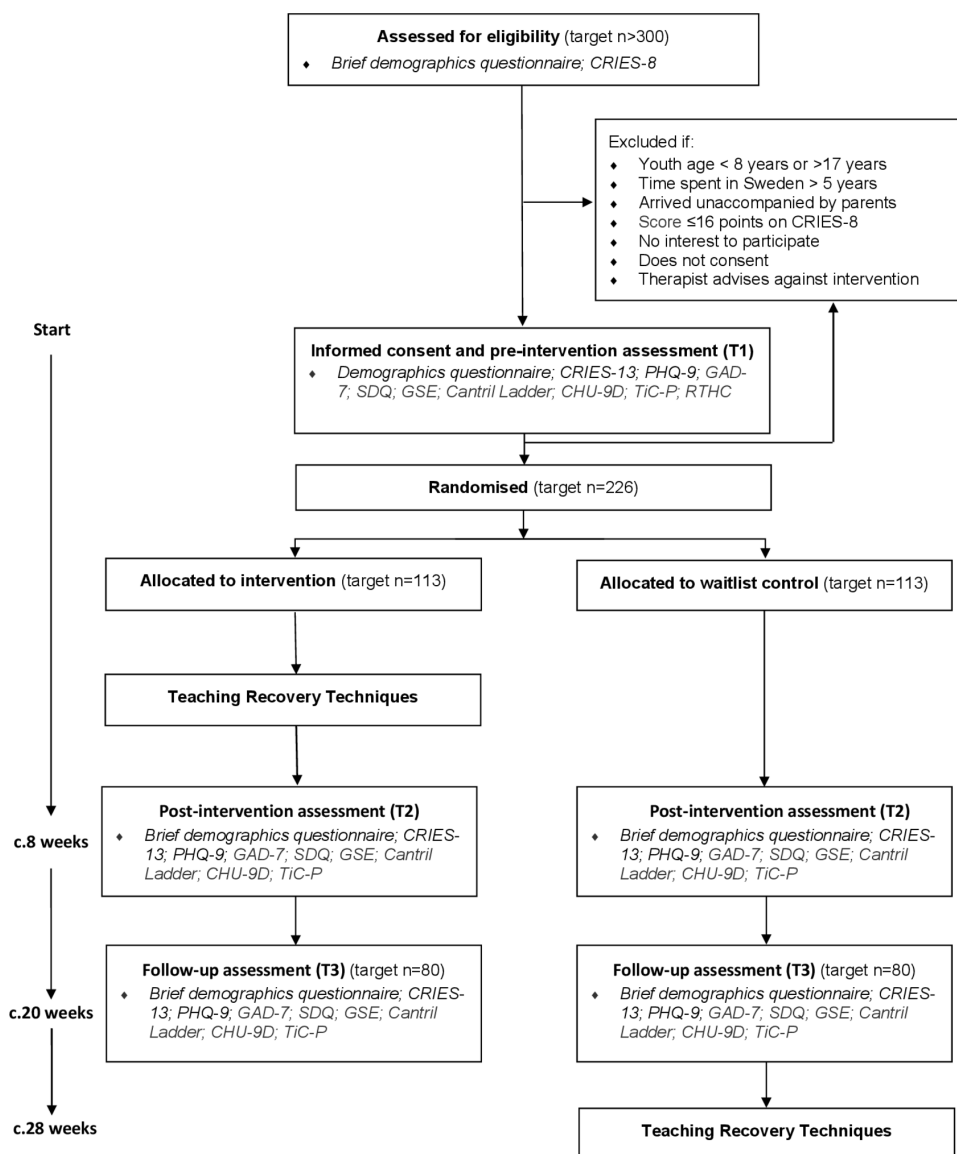 Assessed for eligibility (target n>300)
♦ Brief demographics questionnaire; CRIES-8
Excluded if:
♦ Youth age < 8 years or >17 years
♦ Time spent in Sweden > 5 years
♦ Arrived unaccompanied by parents
♦ Score ≤16 points on CRIES-8
♦ No interest to participate
♦ Does not consent
♦ Therapist advises against intervention
Start
Informed consent and pre-intervention assessment (T1)
♦ Demographics questionnaire; CRIES-13; PHQ-9; GAD-
7; SDQ; GSE; Cantril Ladder; CHU-9D; TiC-P; RTHC
Randomised (target n=226)
Allocated to intervention (target n=113)
Allocated to waitlist control (target n=113)
Teaching Recovery Techniques
c.8 weeks
Post-intervention assessment (T2)
♦ Brief demographics questionnaire; CRIES-
13; PHQ-9; GAD-7; SDQ; GSE; Cantril
Ladder; CHU-9D; TiC-P
Post-intervention assessment (T2)
♦ Brief demographics questionnaire; CRIES-
13; PHQ-9; GAD-7; SDQ; GSE; Cantril
Ladder; CHU-9D; TiC-P
c.20 weeks
Follow-up assessment (T3) (target n=80)
♦ Brief demographics questionnaire; CRIES-
13; PHQ-9; GAD-7; SDQ; GSE; Cantril
Ladder; CHU-9D; TiC-P
Follow-up assessment (T3) (target n=80)
♦ Brief demographics questionnaire; CRIES-
13; PHQ-9; GAD-7; SDQ; GSE; Cantril
Ladder; CHU-9D; TiC-P
c.28 weeks
Teaching Recovery Techniques